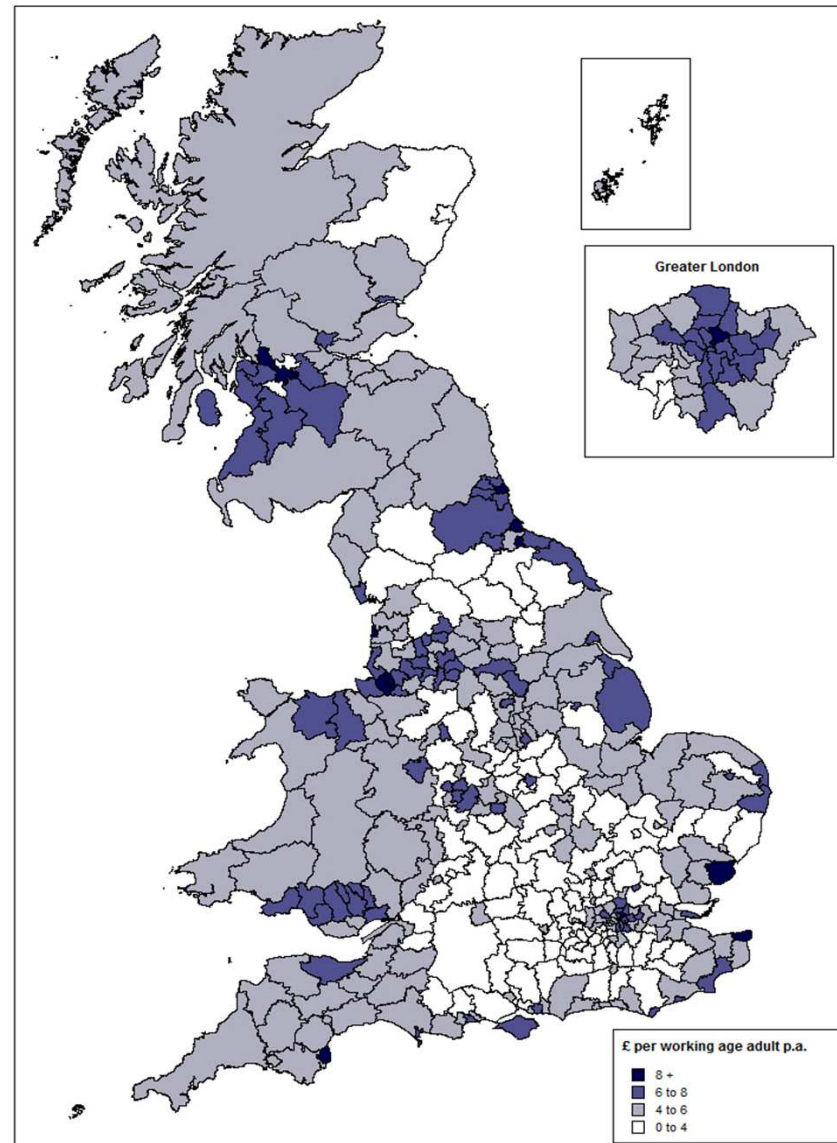 Greater London
£ per working age adult p.a.
8 +
6 to 8
4 to 6
0 to 4